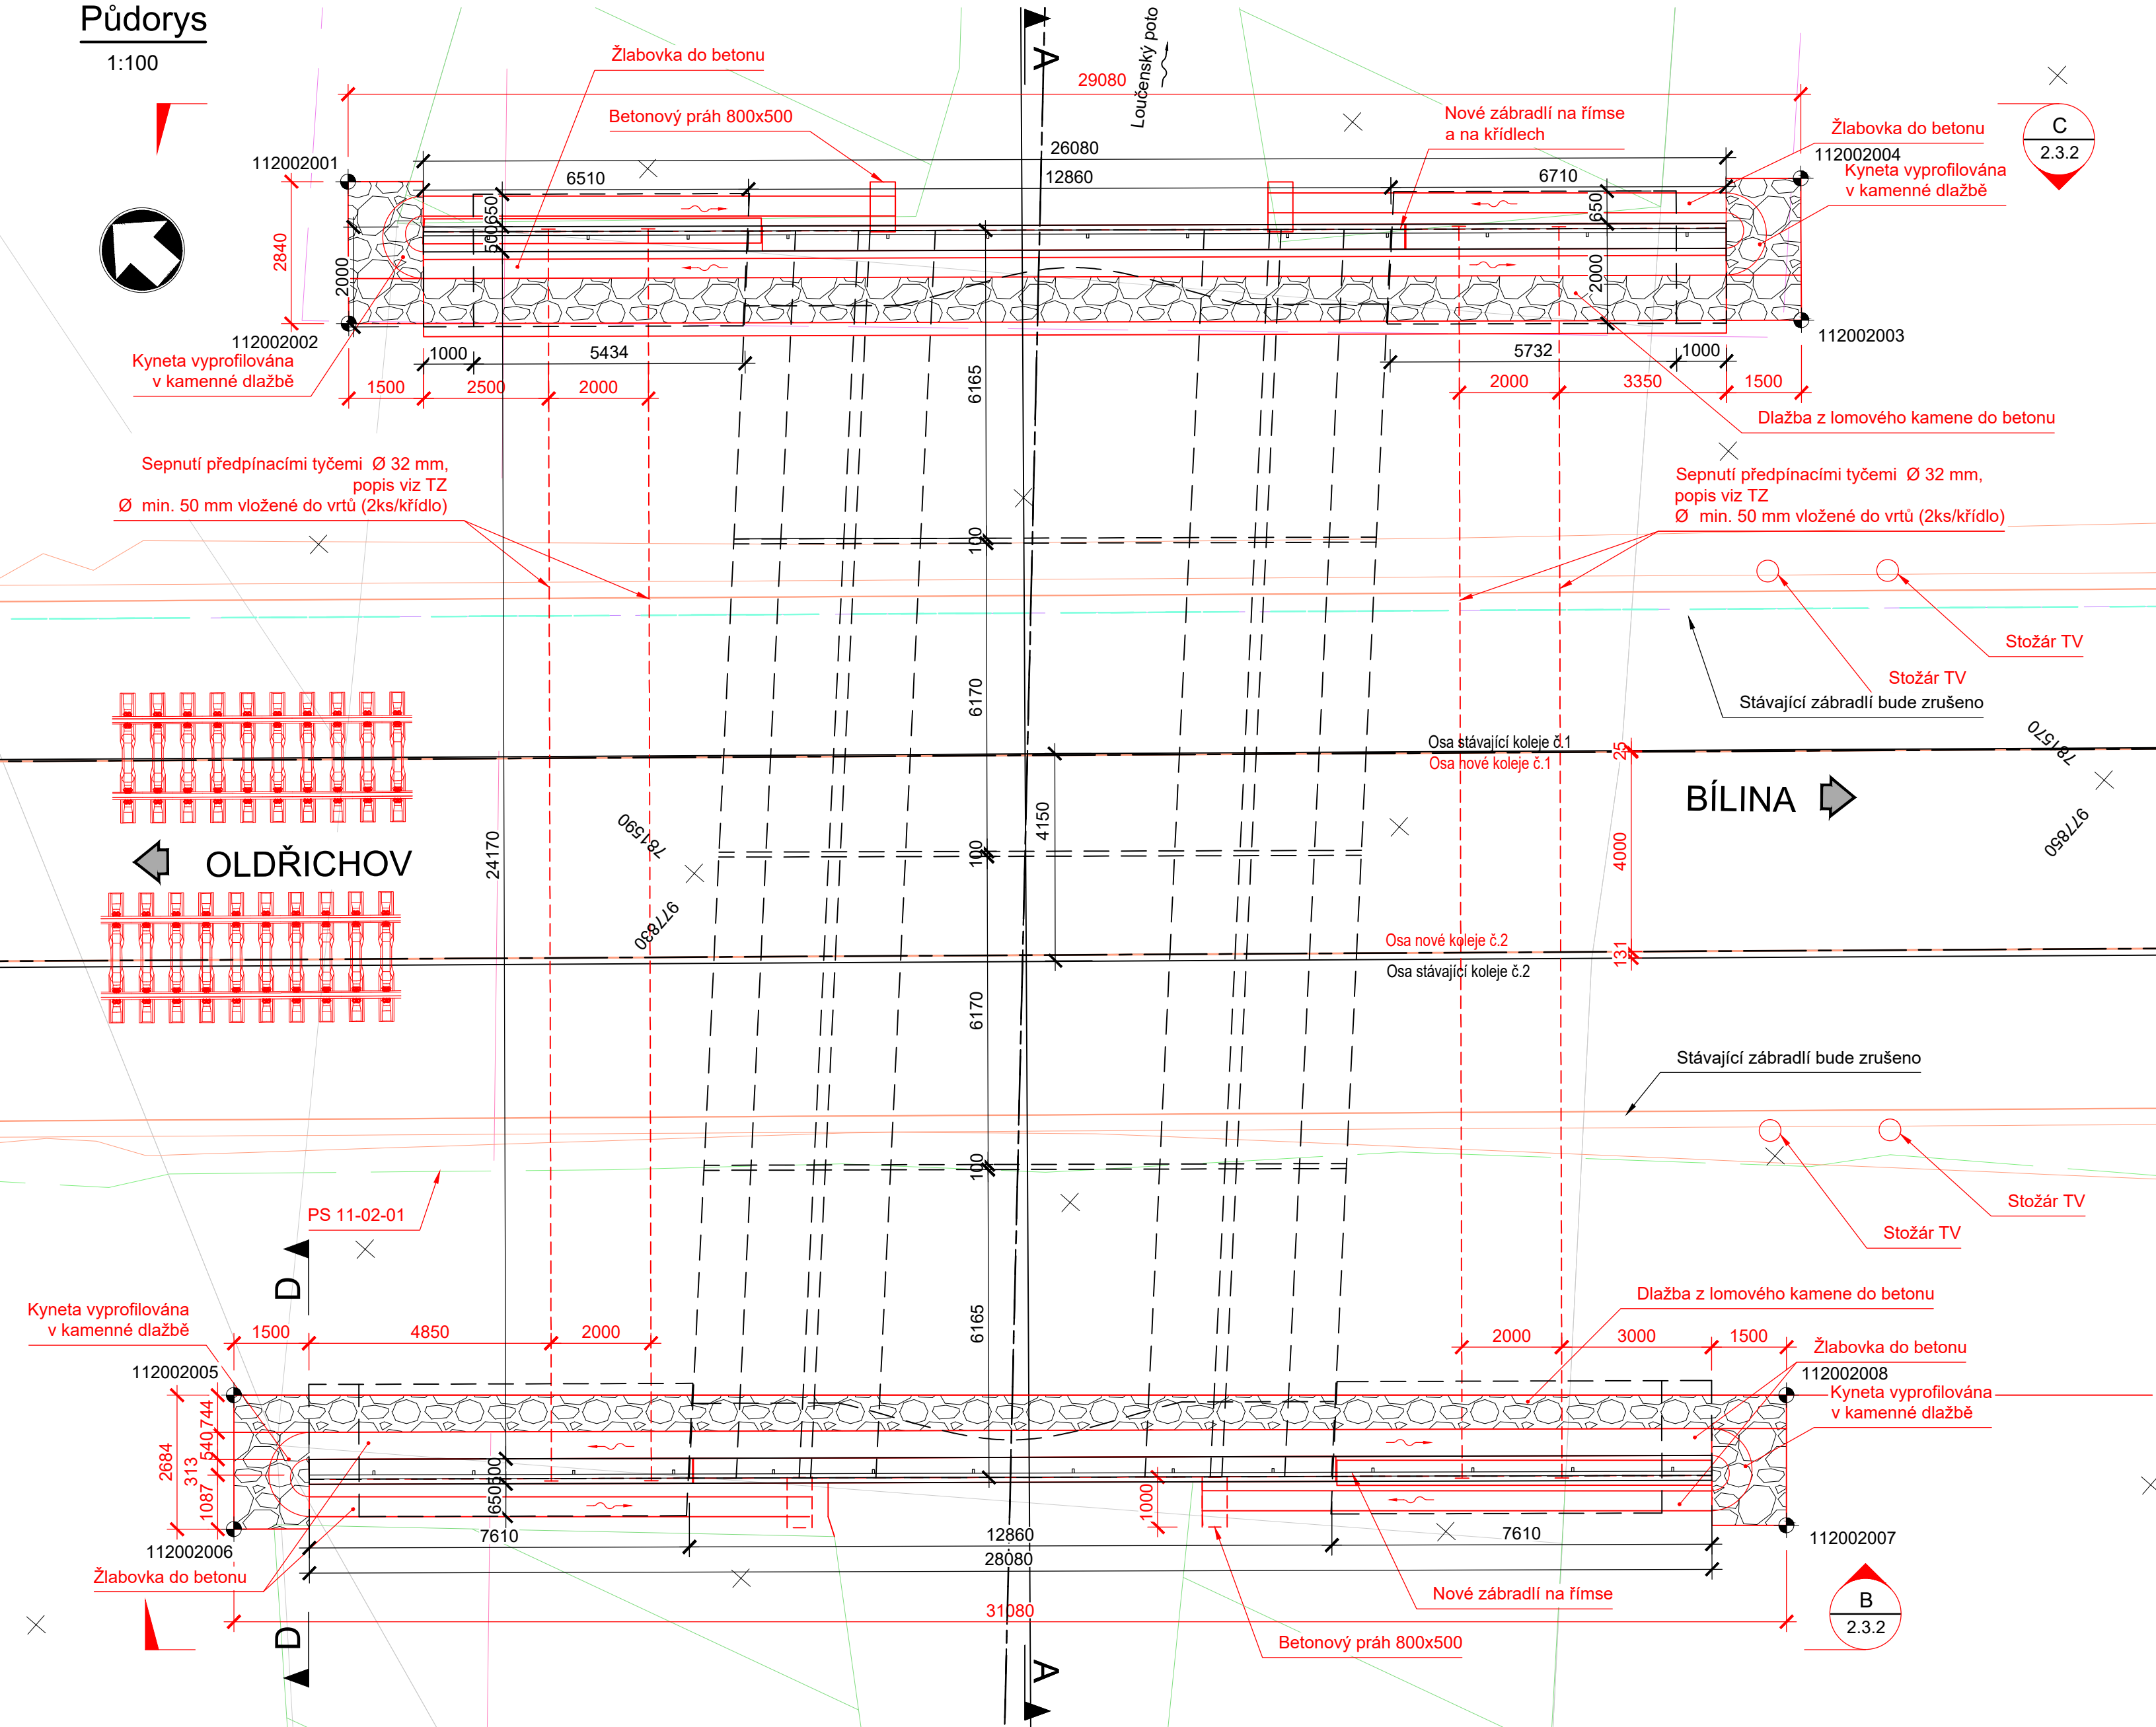 Půdorys
1:100
Žlabovka do betonu
Betonový práh 800x500
A
Loučenský poto
29080
26080
6510
12860
6710
Nové zábradlí na římse
a na křídlech
Žlabovka do betonu
C
2.3.2
112002001
112002004
Kyneta vyprofilována
v kamenné dlažbě
2840
2000
500
650
650
2000
112002002
112002003
Kyneta vyprofilována
v kamenné dlažbě
1000
5434
5732
1000
1500
2500
2000
6165
2000
3350
1500
Dlažba z lomového kamene do betonu
Sepnutí předpínacími tyčemi Ø 32 mm,
popis viz TZ
Ø min. 50 mm vložené do vrtů (2ks/křídlo)
Sepnutí předpínacími tyčemi Ø 32 mm,
popis viz TZ
Ø min. 50 mm vložené do vrtů (2ks/křídlo)
100
Stožár TV
Stožár TV
Stávající zábradlí bude zrušeno
6170
Osa stávající koleje č.1
Osa nové koleje č.1
25
781570
977850
BÍLINA
OLDŘICHOV
24170
781590
977830
100
4150
4000
Osa nové koleje č.2
Osa stávající koleje č.2
131
6170
Stávající zábradlí bude zrušeno
100
PS 11-02-01
Stožár TV
Stožár TV
D
Kyneta vyprofilována
v kamenné dlažbě
1500
4850
2000
6165
Dlažba z lomového kamene do betonu
2000
3000
1500
Žlabovka do betonu
112002005
112002008
Kyneta vyprofilována
v kamenné dlažbě
2684
744
540
313
1087
500
650
1000
112002006
112002007
7610
12860
7610
28080
Žlabovka do betonu
Nové zábradlí na římse
31080
B
2.3.2
D
Betonový práh 800x500
A